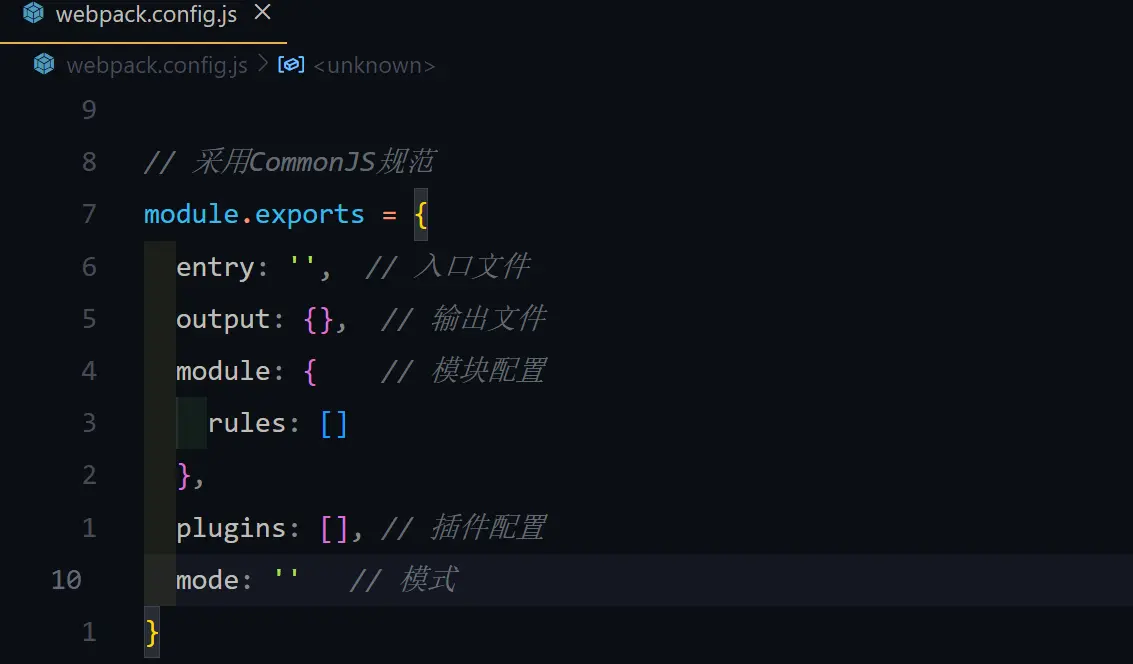 webpack.config.js ×
webpack.config.js > <unknown>
9
8 // 采用CommonJS规范
7 module.exports = {
6 entry: '', // 入口文件
5 output: {}, // 输出文件
4 module: { // 模块配置
3 rules: []
2 },
1 plugins: [], // 插件配置
10 mode: '' // 模式
1 }